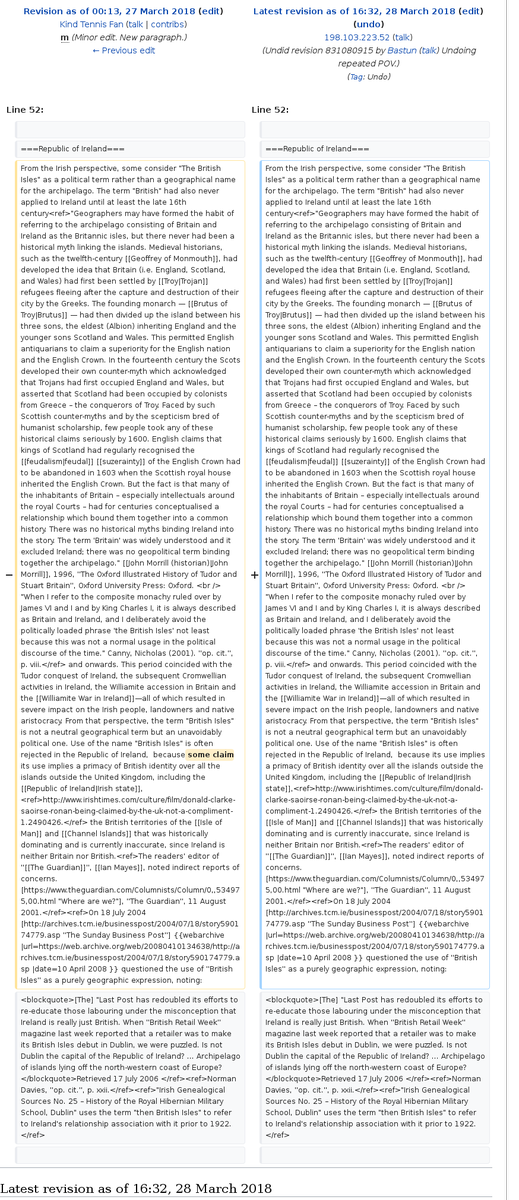 Revision as of 00:13, 27 March 2018 (edit)
Kind Tennis Fan (talk | contribs)
m (Minor edit. New paragraph.)
← Previous edit
Latest revision as of 16:32, 28 March 2018 (edit)
(undo)
198.103.223.52 (talk)
(Undid revision 831080915 by Bastun (talk) Undoing
repeated POV.)
(Tag: Undo)
Line 52:
===Republic of Ireland===
−
From the Irish perspective, some consider "The British
Isles" as a political term rather than a geographical name
for the archipelago. The term "British" had also never
applied to Ireland until at least the late 16th
century<ref>"Geographers may have formed the habit of
referring to the archipelago consisting of Britain and
Ireland as the Britannic isles, but there never had been a
historical myth linking the islands. Medieval historians,
such as the twelfth-century [[Geoffrey of Monmouth]], had
developed the idea that Britain (i.e. England, Scotland,
and Wales) had first been settled by [[Troy|Trojan]]
refugees fleeing after the capture and destruction of their
city by the Greeks. The founding monarch — [[Brutus of
Troy|Brutus]] — had then divided up the island between his
three sons, the eldest (Albion) inheriting England and the
younger sons Scotland and Wales. This permitted English
antiquarians to claim a superiority for the English nation
and the English Crown. In the fourteenth century the Scots
developed their own counter-myth which acknowledged
that Trojans had first occupied England and Wales, but
asserted that Scotland had been occupied by colonists
from Greece – the conquerors of Troy. Faced by such
Scottish counter-myths and by the scepticism bred of
humanist scholarship, few people took any of these
historical claims seriously by 1600. English claims that
kings of Scotland had regularly recognised the
[[feudalism|feudal]] [[suzerainty]] of the English Crown had
to be abandoned in 1603 when the Scottish royal house
inherited the English Crown. But the fact is that many of
the inhabitants of Britain – especially intellectuals around
the royal Courts – had for centuries conceptualised a
relationship which bound them together into a common
history. There was no historical myths binding Ireland into
the story. The term 'Britain' was widely understood and it
excluded Ireland; there was no geopolitical term binding
together the archipelago." [[John Morrill (historian)|John
Morrill]], 1996, ''The Oxford Illustrated History of Tudor and
Stuart Britain'', Oxford University Press: Oxford. <br />
"When I refer to the composite monachy ruled over by
James VI and I and by King Charles I, it is always described
as Britain and Ireland, and I deliberately avoid the
politically loaded phrase 'the British Isles' not least
because this was not a normal usage in the political
discourse of the time." Canny, Nicholas (2001). ''op. cit.'',
p. viii.</ref> and onwards. This period coincided with the
Tudor conquest of Ireland, the subsequent Cromwellian
activities in Ireland, the Williamite accession in Britain and
the [[Williamite War in Ireland]]—all of which resulted in
severe impact on the Irish people, landowners and native
aristocracy. From that perspective, the term "British Isles"
is not a neutral geographical term but an unavoidably
political one. Use of the name "British Isles" is often
rejected in the Republic of Ireland,  because some claim
its use implies a primacy of British identity over all the
islands outside the United Kingdom, including the
[[Republic of Ireland|Irish state]],
<ref>http://www.irishtimes.com/culture/film/donald-clarke-
saoirse-ronan-being-claimed-by-the-uk-not-a-compliment-
1.2490426.</ref> the British territories of the [[Isle of
Man]] and [[Channel Islands]] that was historically
dominating and is currently inaccurate, since Ireland is
neither Britain nor British.<ref>The readers' editor of
''[[The Guardian]]'', [[Ian Mayes]], noted indirect reports of
concerns.
[https://www.theguardian.com/Columnists/Column/0,,53497
5,00.html "Where are we?"], ''The Guardian'', 11 August
2001.</ref><ref>On 18 July 2004
[http://archives.tcm.ie/businesspost/2004/07/18/story5901
74779.asp ''The Sunday Business Post''] {{webarchive
|url=https://web.archive.org/web/20080410134638/http://a
rchives.tcm.ie/businesspost/2004/07/18/story590174779.a
sp |date=10 April 2008 }} questioned the use of ''British
Isles'' as a purely geographic expression, noting:
<blockquote>[The] "Last Post has redoubled its efforts to
re-educate those labouring under the misconception that
Ireland is really just British. When ''British Retail Week''
magazine last week reported that a retailer was to make
its British Isles debut in Dublin, we were puzzled. Is not
Dublin the capital of the Republic of Ireland? ... Archipelago
of islands lying off the north-western coast of Europe?
</blockquote>Retrieved 17 July 2006 </ref><ref>Norman
Davies, ''op. cit.'', p. xxii.</ref><ref>"Irish Genealogical
Sources No. 25 – History of the Royal Hibernian Military
School, Dublin" uses the term "then British Isles" to refer
to Ireland's relationship association with it prior to 1922.
</ref>
Line 52:
===Republic of Ireland===
+
From the Irish perspective, some consider "The British
Isles" as a political term rather than a geographical name
for the archipelago. The term "British" had also never
applied to Ireland until at least the late 16th
century<ref>"Geographers may have formed the habit of
referring to the archipelago consisting of Britain and
Ireland as the Britannic isles, but there never had been a
historical myth linking the islands. Medieval historians,
such as the twelfth-century [[Geoffrey of Monmouth]], had
developed the idea that Britain (i.e. England, Scotland,
and Wales) had first been settled by [[Troy|Trojan]]
refugees fleeing after the capture and destruction of their
city by the Greeks. The founding monarch — [[Brutus of
Troy|Brutus]] — had then divided up the island between his
three sons, the eldest (Albion) inheriting England and the
younger sons Scotland and Wales. This permitted English
antiquarians to claim a superiority for the English nation
and the English Crown. In the fourteenth century the Scots
developed their own counter-myth which acknowledged
that Trojans had first occupied England and Wales, but
asserted that Scotland had been occupied by colonists
from Greece – the conquerors of Troy. Faced by such
Scottish counter-myths and by the scepticism bred of
humanist scholarship, few people took any of these
historical claims seriously by 1600. English claims that
kings of Scotland had regularly recognised the
[[feudalism|feudal]] [[suzerainty]] of the English Crown had
to be abandoned in 1603 when the Scottish royal house
inherited the English Crown. But the fact is that many of
the inhabitants of Britain – especially intellectuals around
the royal Courts – had for centuries conceptualised a
relationship which bound them together into a common
history. There was no historical myths binding Ireland into
the story. The term 'Britain' was widely understood and it
excluded Ireland; there was no geopolitical term binding
together the archipelago." [[John Morrill (historian)|John
Morrill]], 1996, ''The Oxford Illustrated History of Tudor and
Stuart Britain'', Oxford University Press: Oxford. <br />
"When I refer to the composite monachy ruled over by
James VI and I and by King Charles I, it is always described
as Britain and Ireland, and I deliberately avoid the
politically loaded phrase 'the British Isles' not least
because this was not a normal usage in the political
discourse of the time." Canny, Nicholas (2001). ''op. cit.'',
p. viii.</ref> and onwards. This period coincided with the
Tudor conquest of Ireland, the subsequent Cromwellian
activities in Ireland, the Williamite accession in Britain and
the [[Williamite War in Ireland]]—all of which resulted in
severe impact on the Irish people, landowners and native
aristocracy. From that perspective, the term "British Isles"
is not a neutral geographical term but an unavoidably
political one. Use of the name "British Isles" is often
rejected in the Republic of Ireland,  because its use implies
a primacy of British identity over all the islands outside the
United Kingdom, including the [[Republic of Ireland|Irish
state]],<ref>http://www.irishtimes.com/culture/film/donald-
clarke-saoirse-ronan-being-claimed-by-the-uk-not-a-
compliment-1.2490426.</ref> the British territories of the
[[Isle of Man]] and [[Channel Islands]] that was historically
dominating and is currently inaccurate, since Ireland is
neither Britain nor British.<ref>The readers' editor of
''[[The Guardian]]'', [[Ian Mayes]], noted indirect reports of
concerns.
[https://www.theguardian.com/Columnists/Column/0,,53497
5,00.html "Where are we?"], ''The Guardian'', 11 August
2001.</ref><ref>On 18 July 2004
[http://archives.tcm.ie/businesspost/2004/07/18/story5901
74779.asp ''The Sunday Business Post''] {{webarchive
|url=https://web.archive.org/web/20080410134638/http://a
rchives.tcm.ie/businesspost/2004/07/18/story590174779.a
sp |date=10 April 2008 }} questioned the use of ''British
Isles'' as a purely geographic expression, noting:
<blockquote>[The] "Last Post has redoubled its efforts to
re-educate those labouring under the misconception that
Ireland is really just British. When ''British Retail Week''
magazine last week reported that a retailer was to make
its British Isles debut in Dublin, we were puzzled. Is not
Dublin the capital of the Republic of Ireland? ... Archipelago
of islands lying off the north-western coast of Europe?
</blockquote>Retrieved 17 July 2006 </ref><ref>Norman
Davies, ''op. cit.'', p. xxii.</ref><ref>"Irish Genealogical
Sources No. 25 – History of the Royal Hibernian Military
School, Dublin" uses the term "then British Isles" to refer
to Ireland's relationship association with it prior to 1922.
</ref>
Latest revision as of 16:32, 28 March 2018